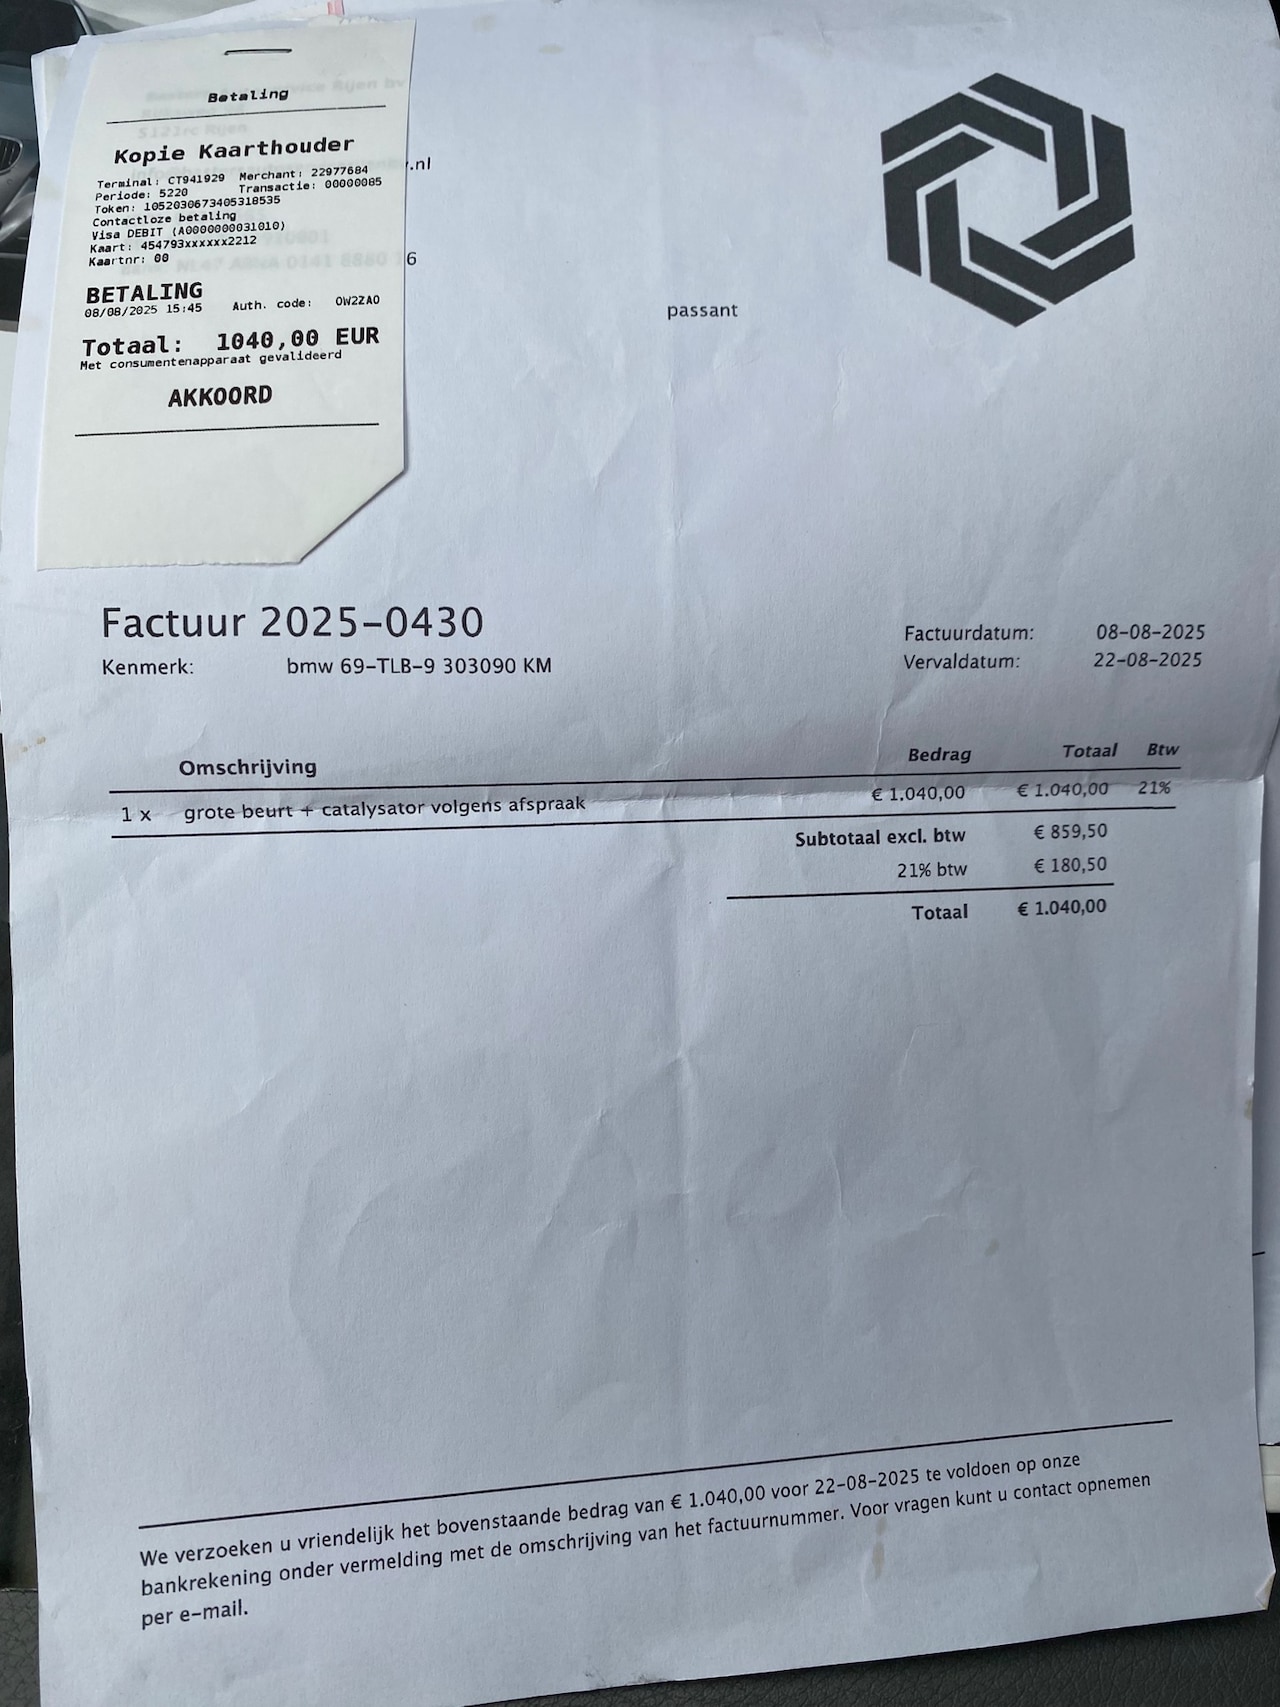 Betaling
Kopie Kaarthouder
Terminal: CT941929 Merchant: 22977684
Periode: 5220 Transactie: 00000085
Token: 1052030673405318535
Contactloze betaling
Visa DEBIT (A0000000031010)
Kaart: 454793xxxxxx2212
Kaartnr: 00
BETALING
08/08/2025 15:45 Auth. code: OW2ZA0
Totaal: 1040,00 EUR
Met consumentenapparaat gevalideerd
AKKOORD
.nl
6
passant
Factuur 2025-0430
Kenmerk: bmw 69-TLB-9 303090 KM
Factuurdatum: 08-08-2025
Vervaldatum: 22-08-2025
Omschrijving Bedrag Totaal Btw
1 x grote beurt + catalysator volgens afspraak € 1.040,00 € 1.040,00 21%
Subtotaal excl. btw € 859,50
21% btw € 180,50
Totaal € 1.040,00
We verzoeken u vriendelijk het bovenstaande bedrag van € 1.040,00 voor 22-08-2025 te voldoen op onze
bankrekening onder vermelding met de omschrijving van het factuurnummer. Voor vragen kunt u contact opnemen
per e-mail.